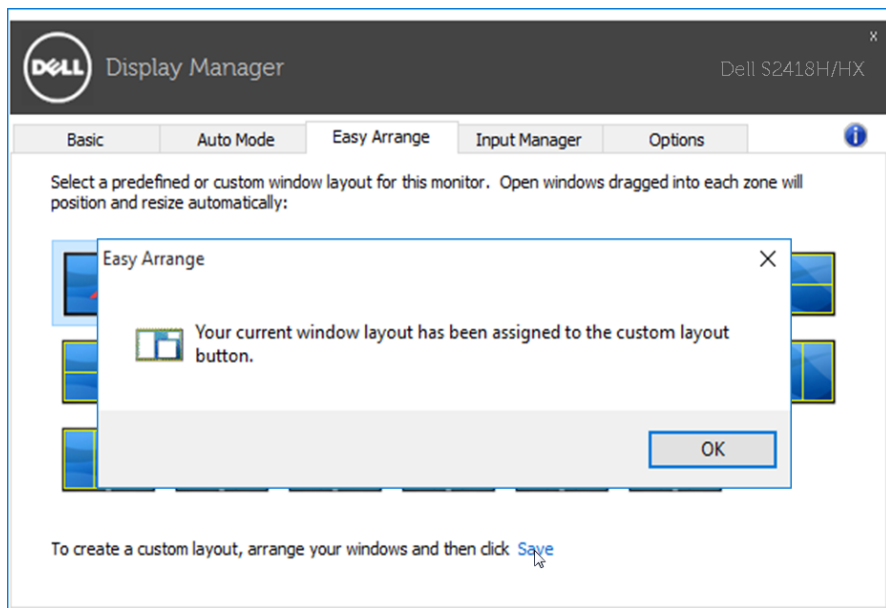 DELL
Display Manager
x
Dell S2418H/HX
Basic
Auto Mode
Easy Arrange
Input Manager
Options
i
Select a predefined or custom window layout for this monitor. Open windows dragged into each zone will
position and resize automatically:
Easy Arrange
Your current window layout has been assigned to the custom layout
button.
OK
To create a custom layout, arrange your windows and then click Save